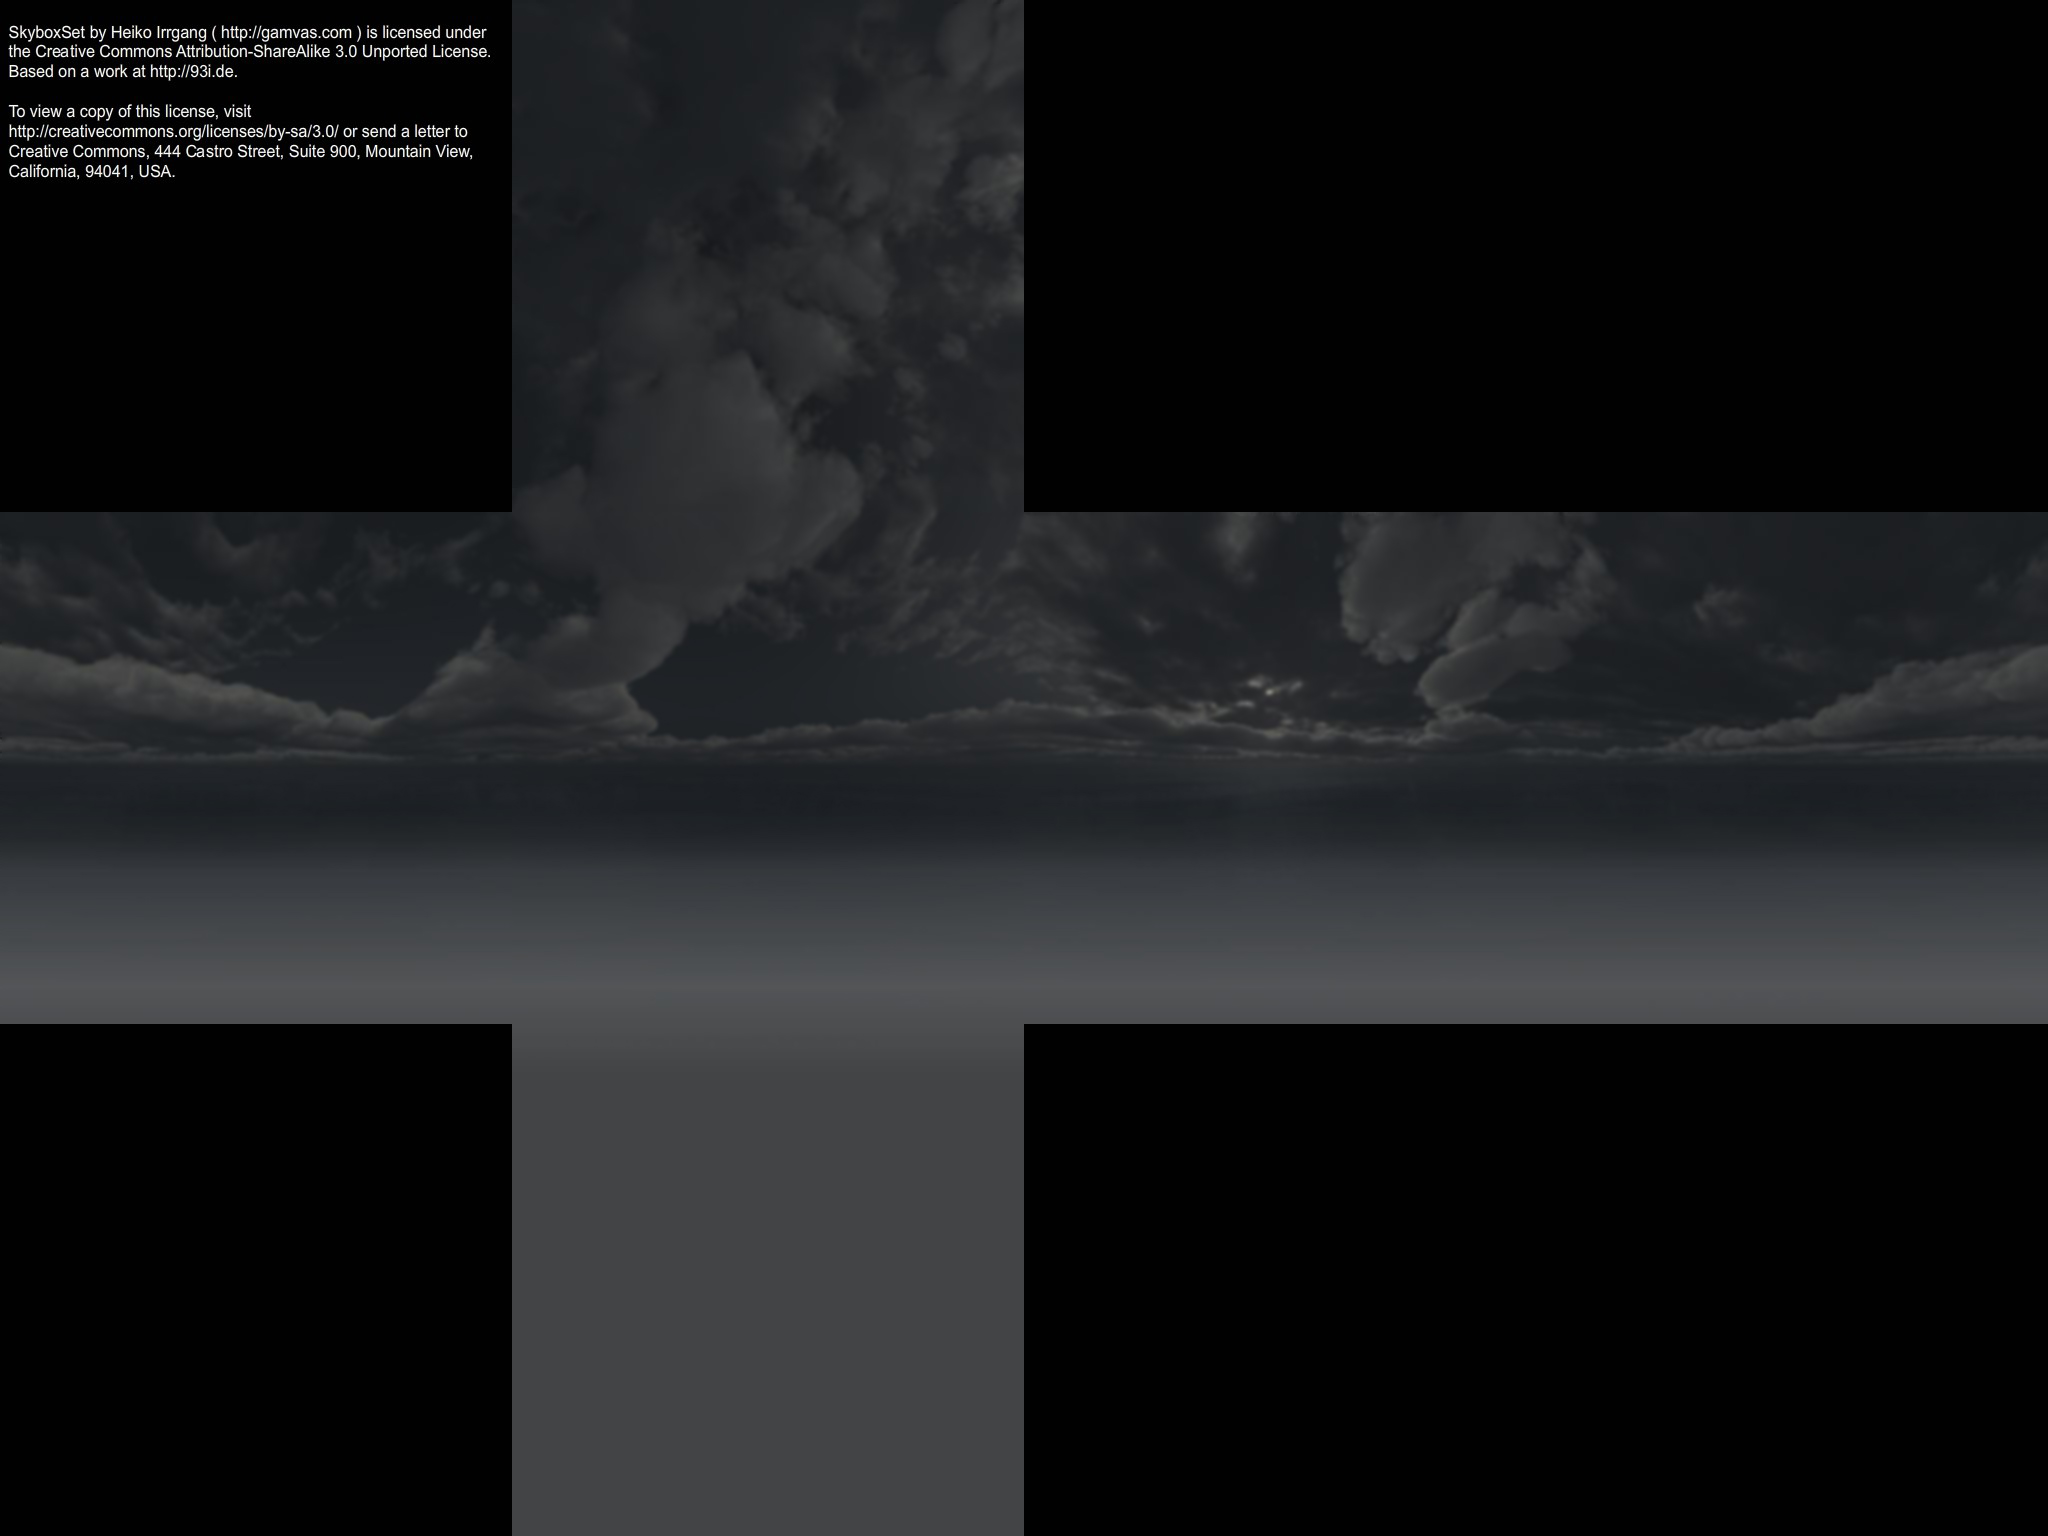 SkyboxSet by Heiko Irrgang ( http://gamvas.com ) is licensed under
the Creative Commons Attribution-ShareAlike 3.0 Unported License.
Based on a work at http://93i.de.
To view a copy of this license, visit
http://creativecommons.org/licenses/by-sa/3.0/ or send a letter to
Creative Commons, 444 Castro Street, Suite 900, Mountain View,
California, 94041, USA.